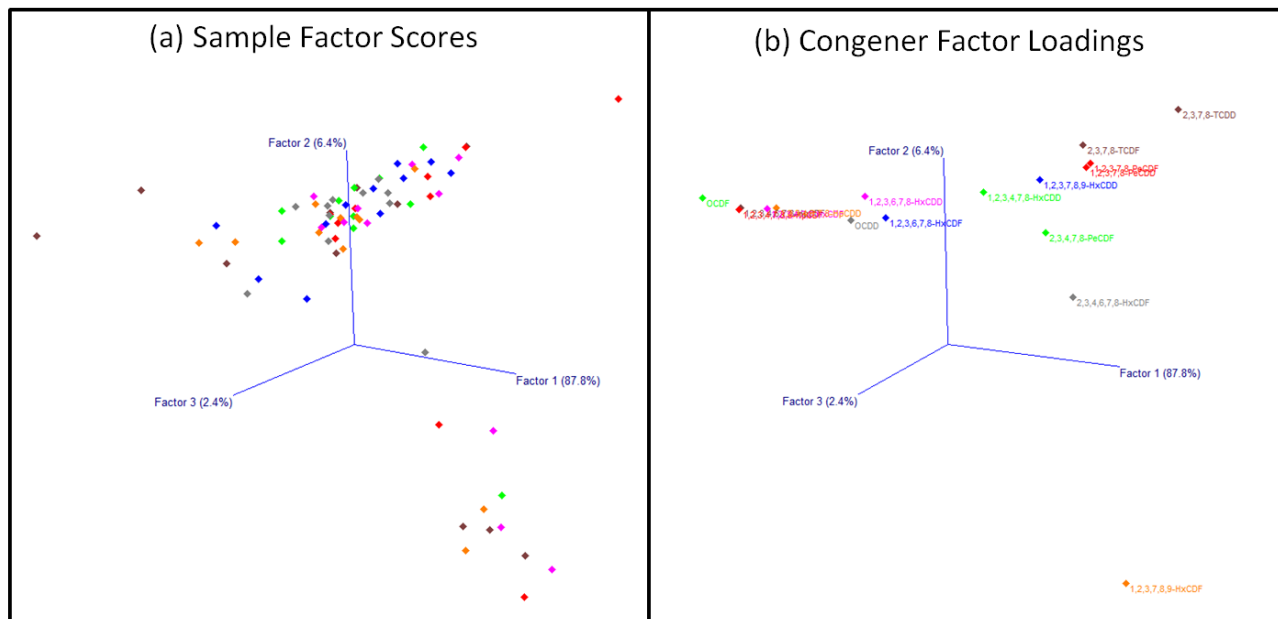 (a) Sample Factor Scores
Factor 2 (6.4%)
Factor 1 (87.8%)
Factor 3 (2.4%)
(b) Congener Factor Loadings
2,3,7,8-TCDD
2,3,7,8-TCDF
Factor 2 (6.4%)
1,2,3,7,8-PeCDF
1,2,3,7,8-PeCDD
1,2,3,7,8,9-HxCDD
1,2,3,4,7,8-HxCDD
1,2,3,6,7,8-HxCDD
OCDF
1,2,3,6,7,8-HxCDF
OCDD
2,3,4,7,8-PeCDF
2,3,4,6,7,8-HxCDF
Factor 1 (87.8%)
Factor 3 (2.4%)
1,2,3,7,8,9-HxCDF